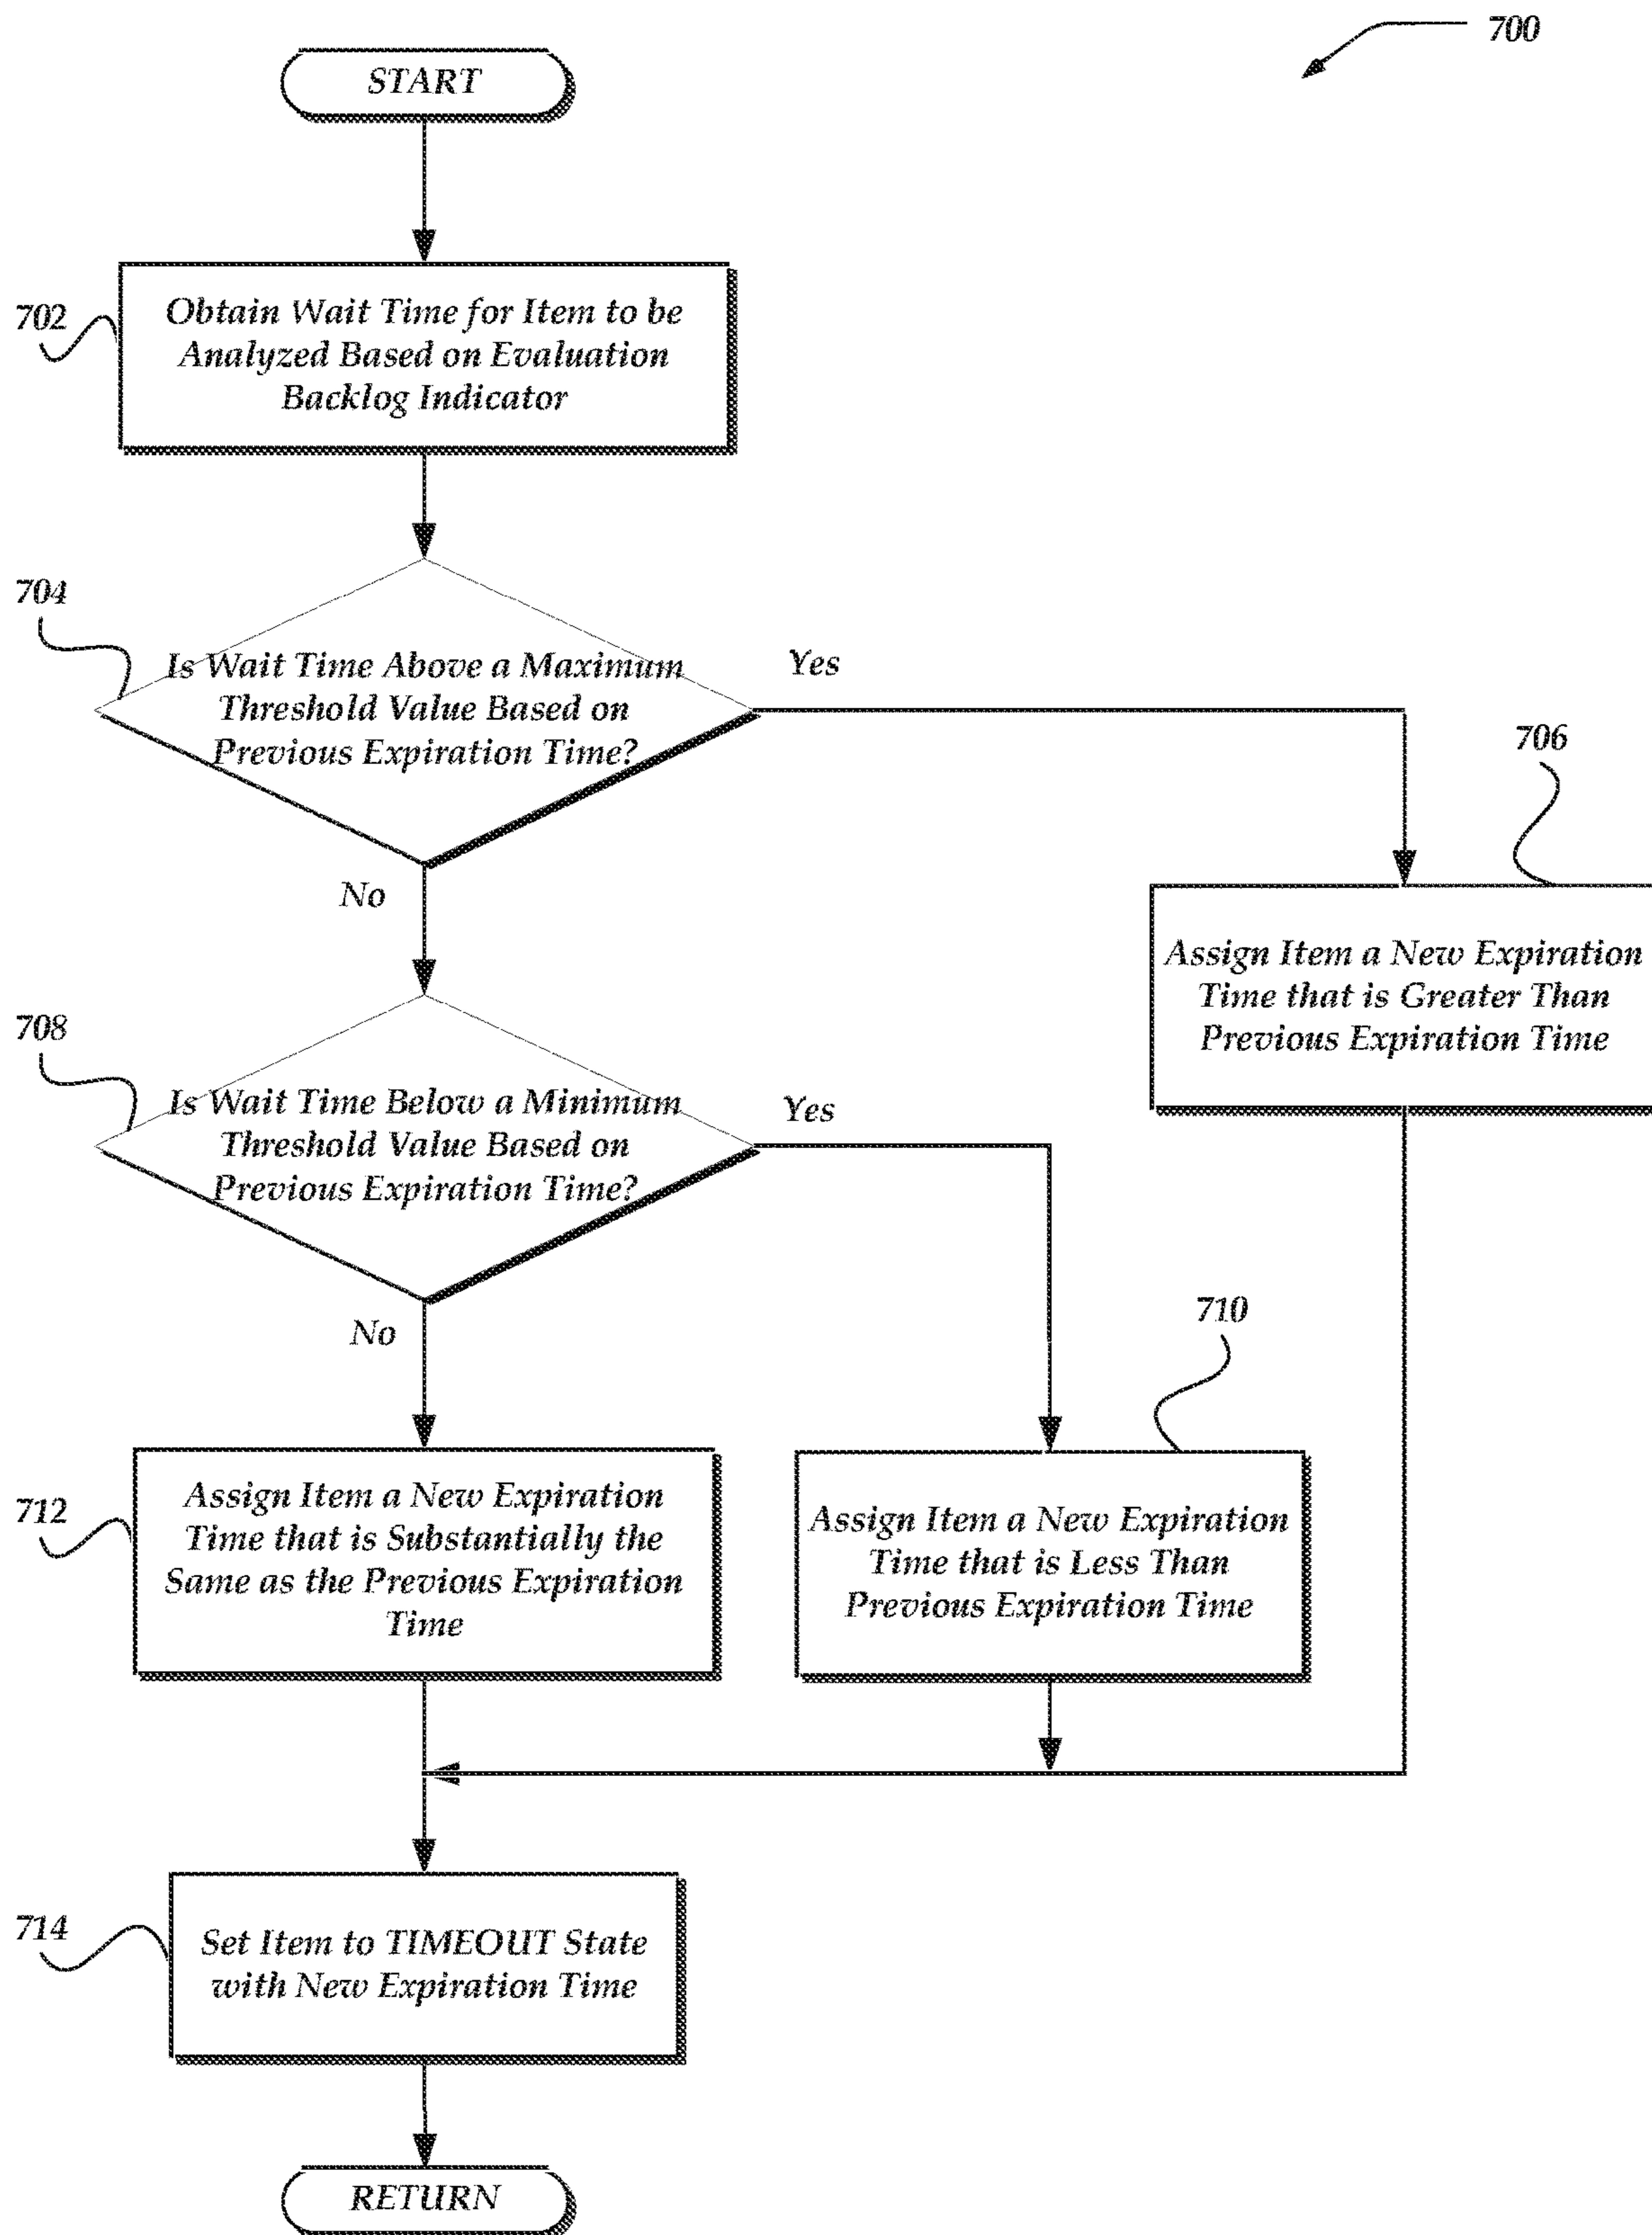 700
START
702
Obtain Wait Time for Item to be
Analyzed Based on Evaluation
Backlog Indicator
704
Is Wait Time Above a Maximum
Threshold Value Based on
Previous Expiration Time?
Yes
No
706
Assign Item a New Expiration
Time that is Greater Than
Previous Expiration Time
708
Is Wait Time Below a Minimum
Threshold Value Based on
Previous Expiration Time?
Yes
No
710
Assign Item a New Expiration
Time that is Less Than
Previous Expiration Time
712
Assign Item a New Expiration
Time that is Substantially the
Same as the Previous Expiration
Time
714
Set Item to TIMEOUT State
with New Expiration Time
RETURN